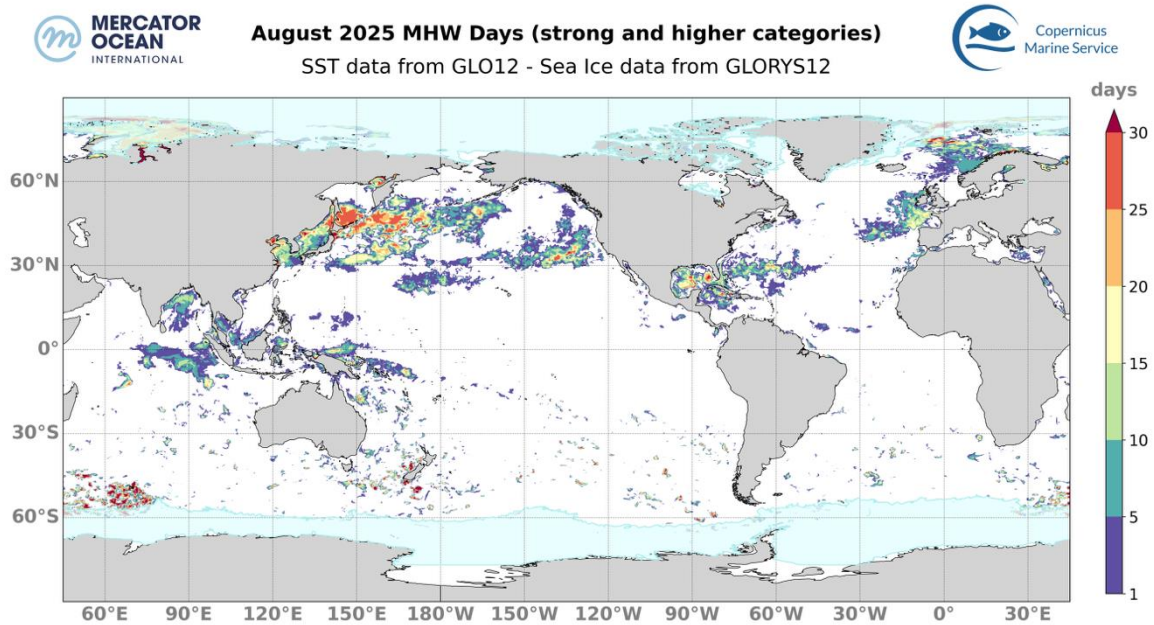 MERCATOR
OCEAN
INTERNATIONAL
August 2025 MHW Days (strong and higher categories)
SST data from GLO12 - Sea Ice data from GLORYS12
Copernicus
Marine Service
days
30
25
20
15
10
5
1
60°N
30°N
0°
30°S
60°S
60°E
90°E
120°E
150°E
180°W
150°W
120°W
90°W
60°W
30°W
0°
30°E